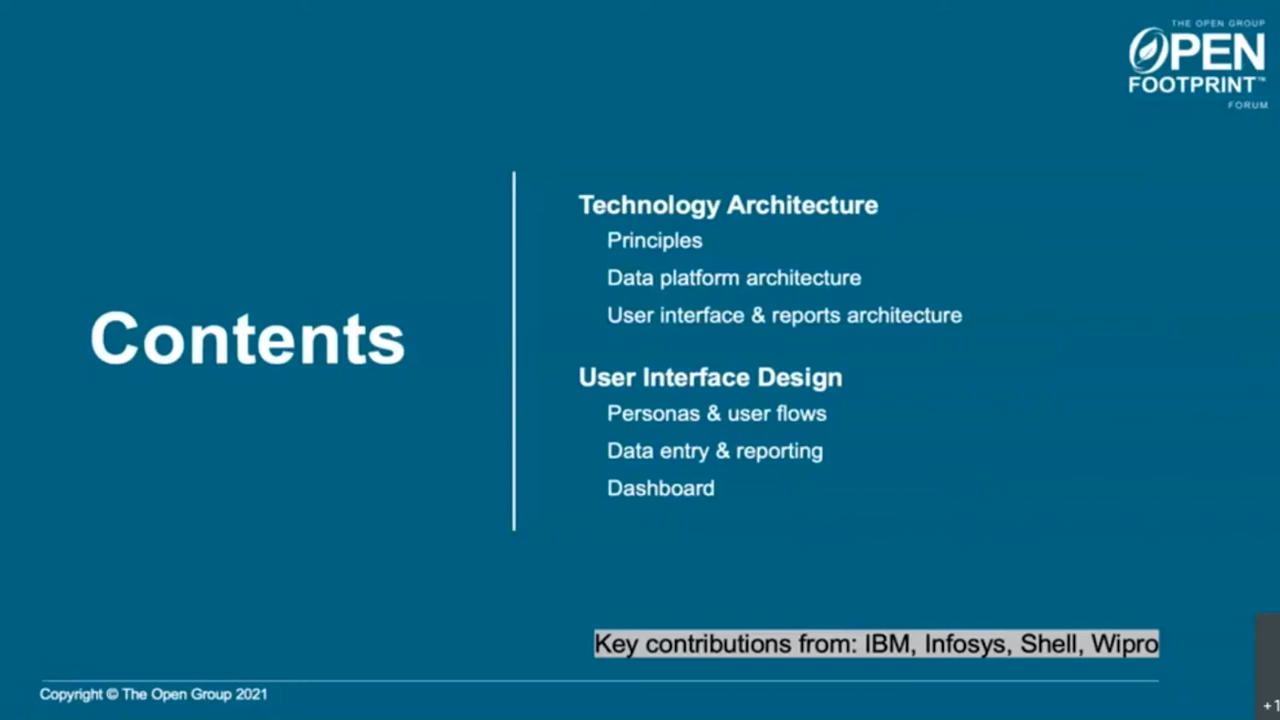 THE OPEN GROUP
OPEN
FOOTPRINT™
FORUM
Contents
Technology Architecture
Principles
Data platform architecture
User interface & reports architecture
User Interface Design
Personas & user flows
Data entry & reporting
Dashboard
Key contributions from: IBM, Infosys, Shell, Wipro
Copyright © The Open Group 2021